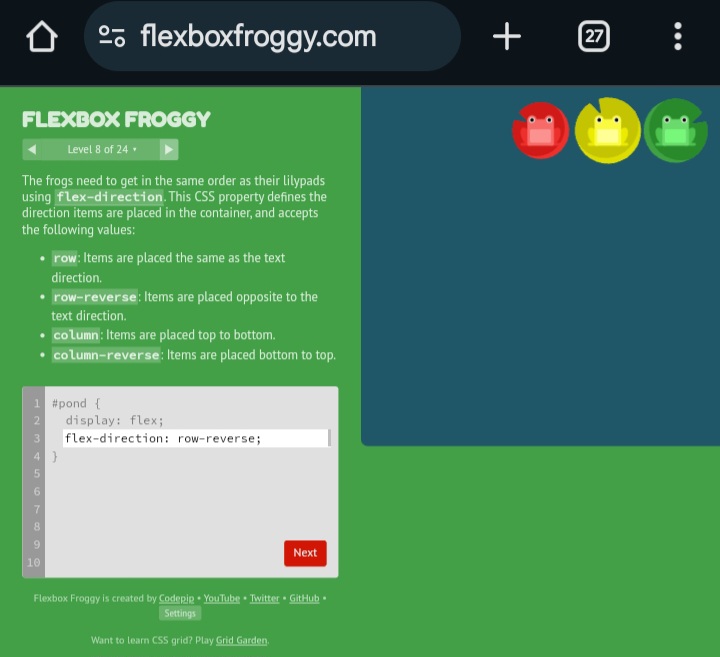 flexboxfroggy.com
27
FLEXBOX FROGGY
Level 8 of 24
The frogs need to get in the same order as their lilypads
using flex-direction. This CSS property defines the
direction items are placed in the container, and accepts
the following values:
• row: Items are placed the same as the text
direction.
• row-reverse: Items are placed opposite to the
text direction.
• column: Items are placed top to bottom.
• column-reverse: Items are placed bottom to top.
1 #pond {
2 display: flex;
3 flex-direction: row-reverse;
4 }
5
6
7
8
9
10
Next
Flexbox Froggy is created by Codepip • YouTube • Twitter • GitHub •
Settings
Want to learn CSS grid? Play Grid Garden.